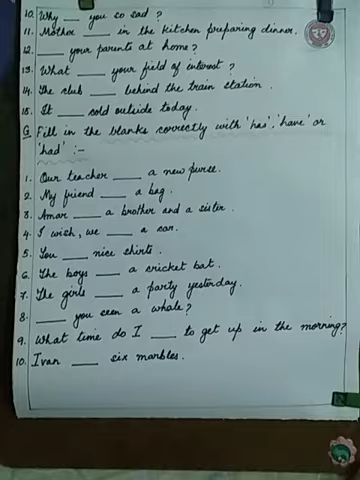 10. Why ___ you so sad ?
11. Mother ___ in the kitchen preparing dinner.
12. ___ your parents at home?
13. What ___ your field of interest ?
14. The club ___ behind the train station .
15. It ___ cold outside today.
G Fill in the blanks correctly with 'has', 'have' or
'had' :-
1. Our teacher ___ a new purse.
2. My friend ___ a bag.
3. Amar ___ a brother and a sister .
4. I wish, we ___ a car.
5. You ___ nice shirts .
6. The boys ___ a cricket bat.
7. The girls ___ a party yesterday.
8. ___ you seen a whale?
9. What time do I ___ to get up in the morning?
10. Ivan ___ six marbles.